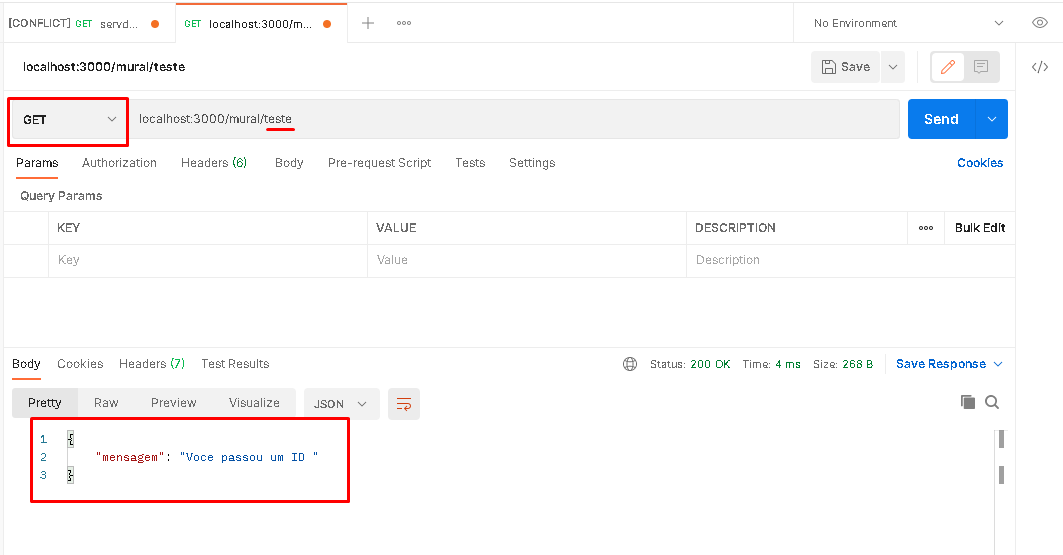 [CONFLICT] GET servd... GET localhost:3000/m... No Environment
localhost:3000/mural/teste Save
GET localhost:3000/mural/teste Send
Params Authorization Headers (6) Body Pre-request Script Tests Settings Cookies
Query Params
KEY VALUE DESCRIPTION Bulk Edit
Key Value Description
Body Cookies Headers (7) Test Results Status: 200 OK Time: 4 ms Size: 268 B Save Response
Pretty Raw Preview Visualize JSON
1 {
2 "mensagem": "Voce passou um ID "
3 }